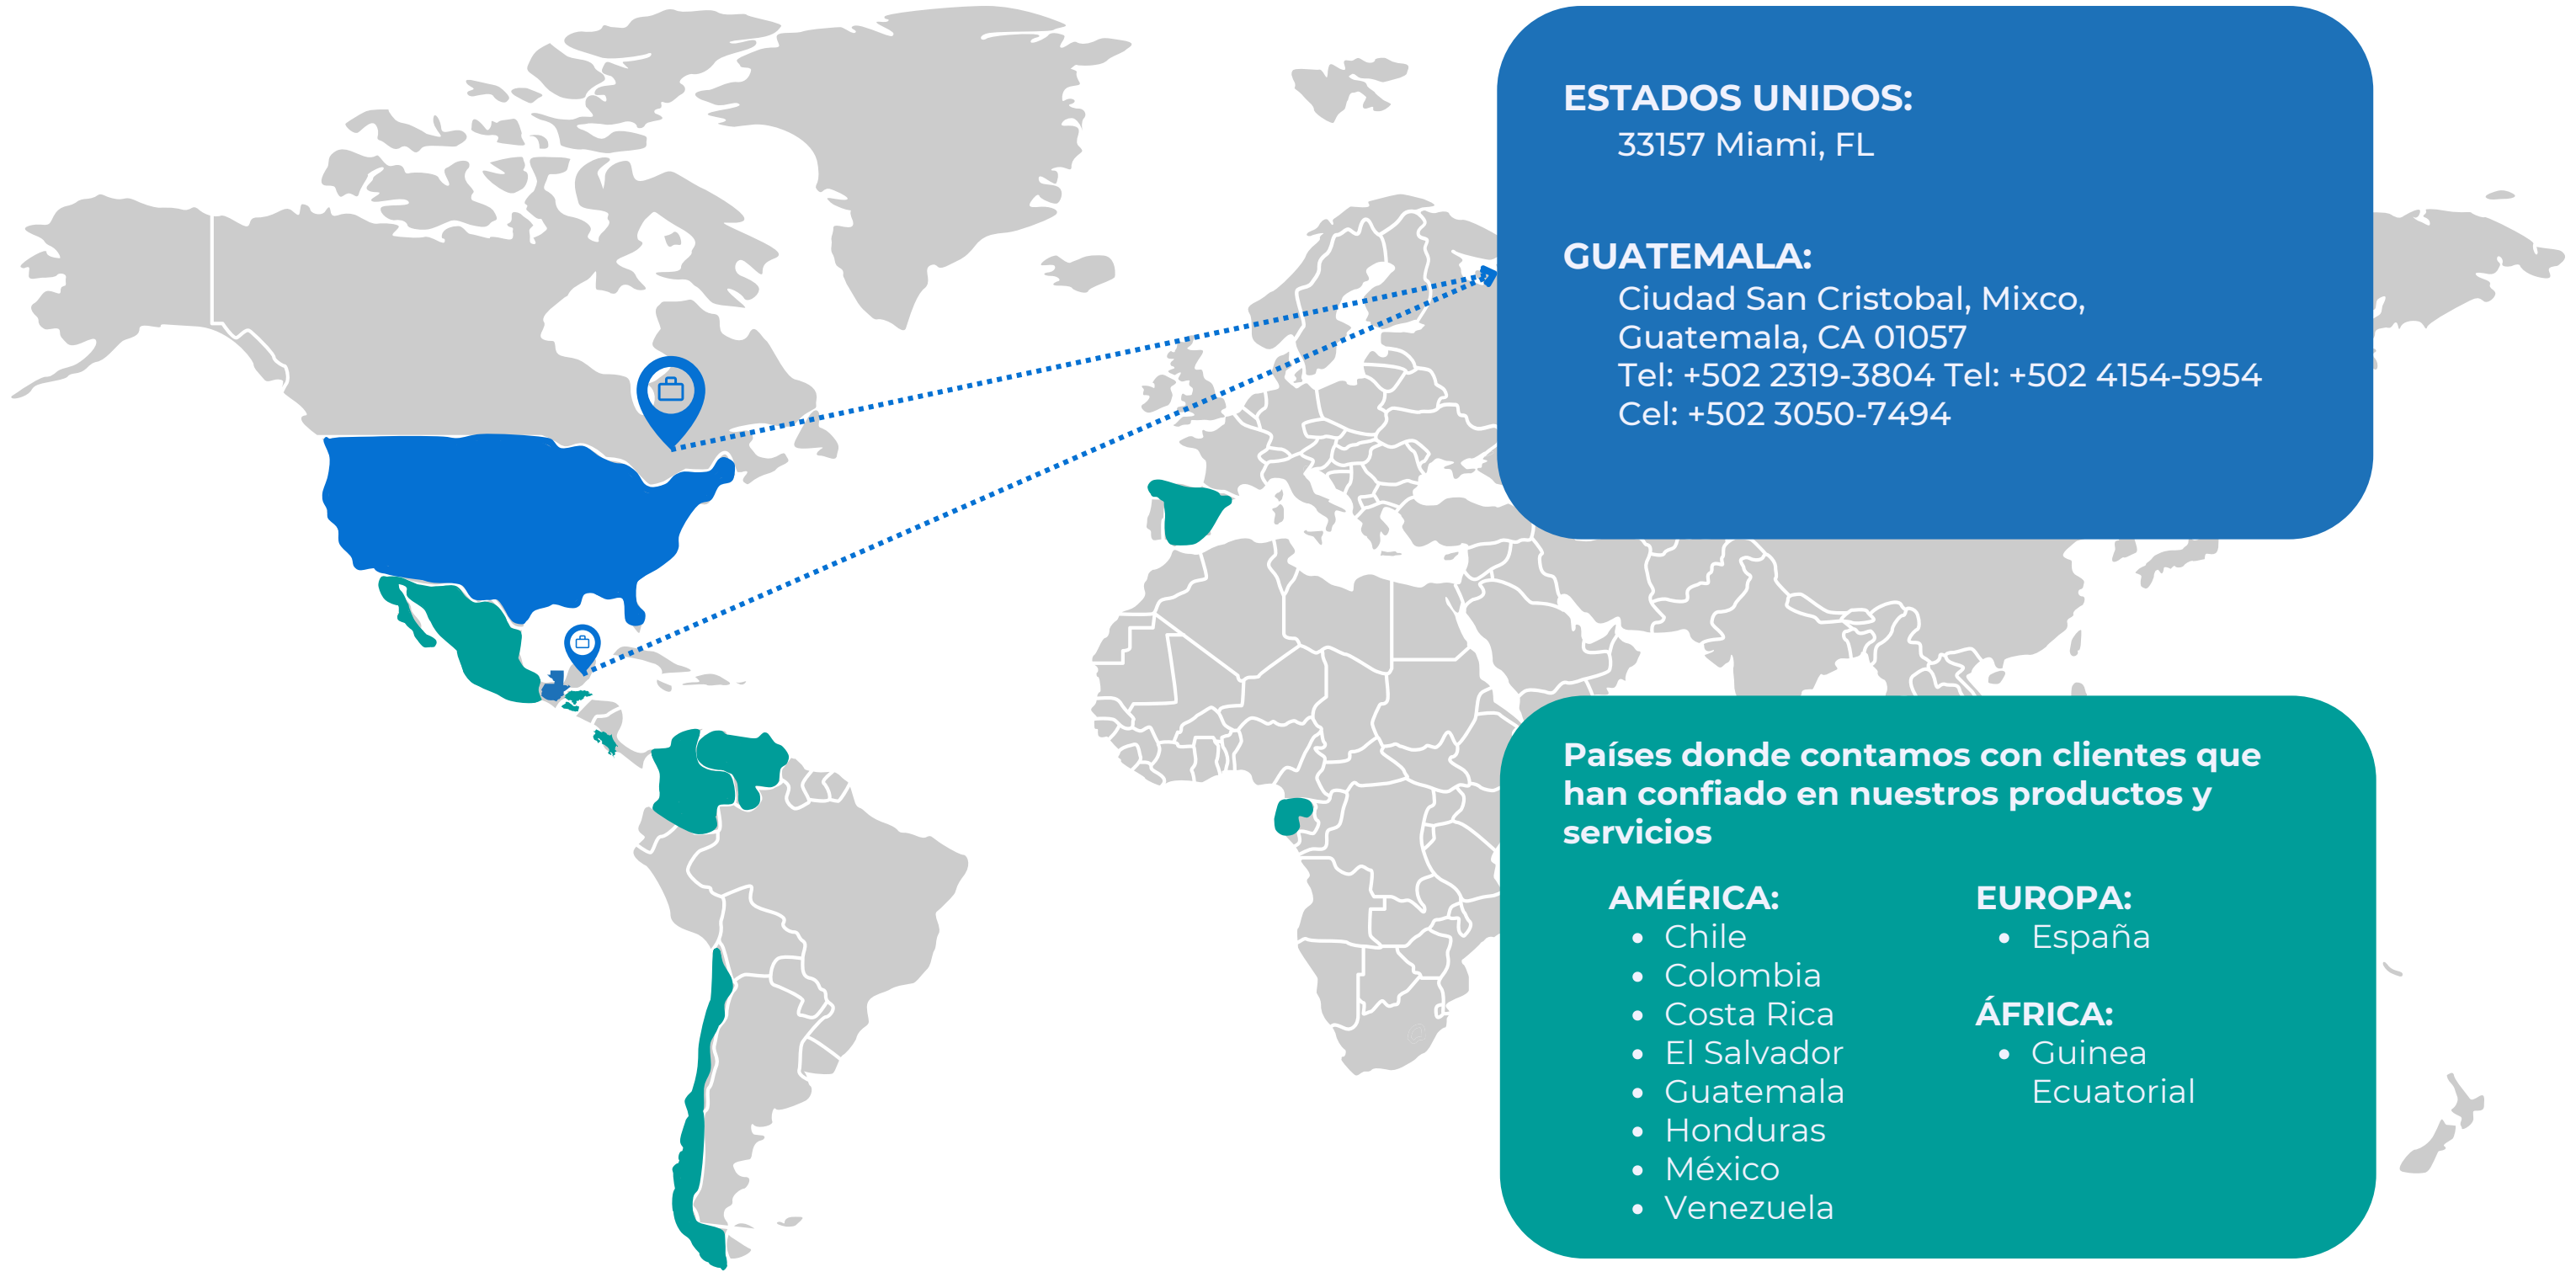 ESTADOS UNIDOS:
33157 Miami, FL
GUATEMALA:
Ciudad San Cristobal, Mixco,
Guatemala, CA 01057
Tel: +502 2319-3804 Tel: +502 4154-5954
Cel: +502 3050-7494
Países donde contamos con clientes que
han confiado en nuestros productos y
servicios
AMÉRICA:
• Chile
• Colombia
• Costa Rica
• El Salvador
• Guatemala
• Honduras
• México
• Venezuela
EUROPA:
• España
ÁFRICA:
• Guinea
Ecuatorial